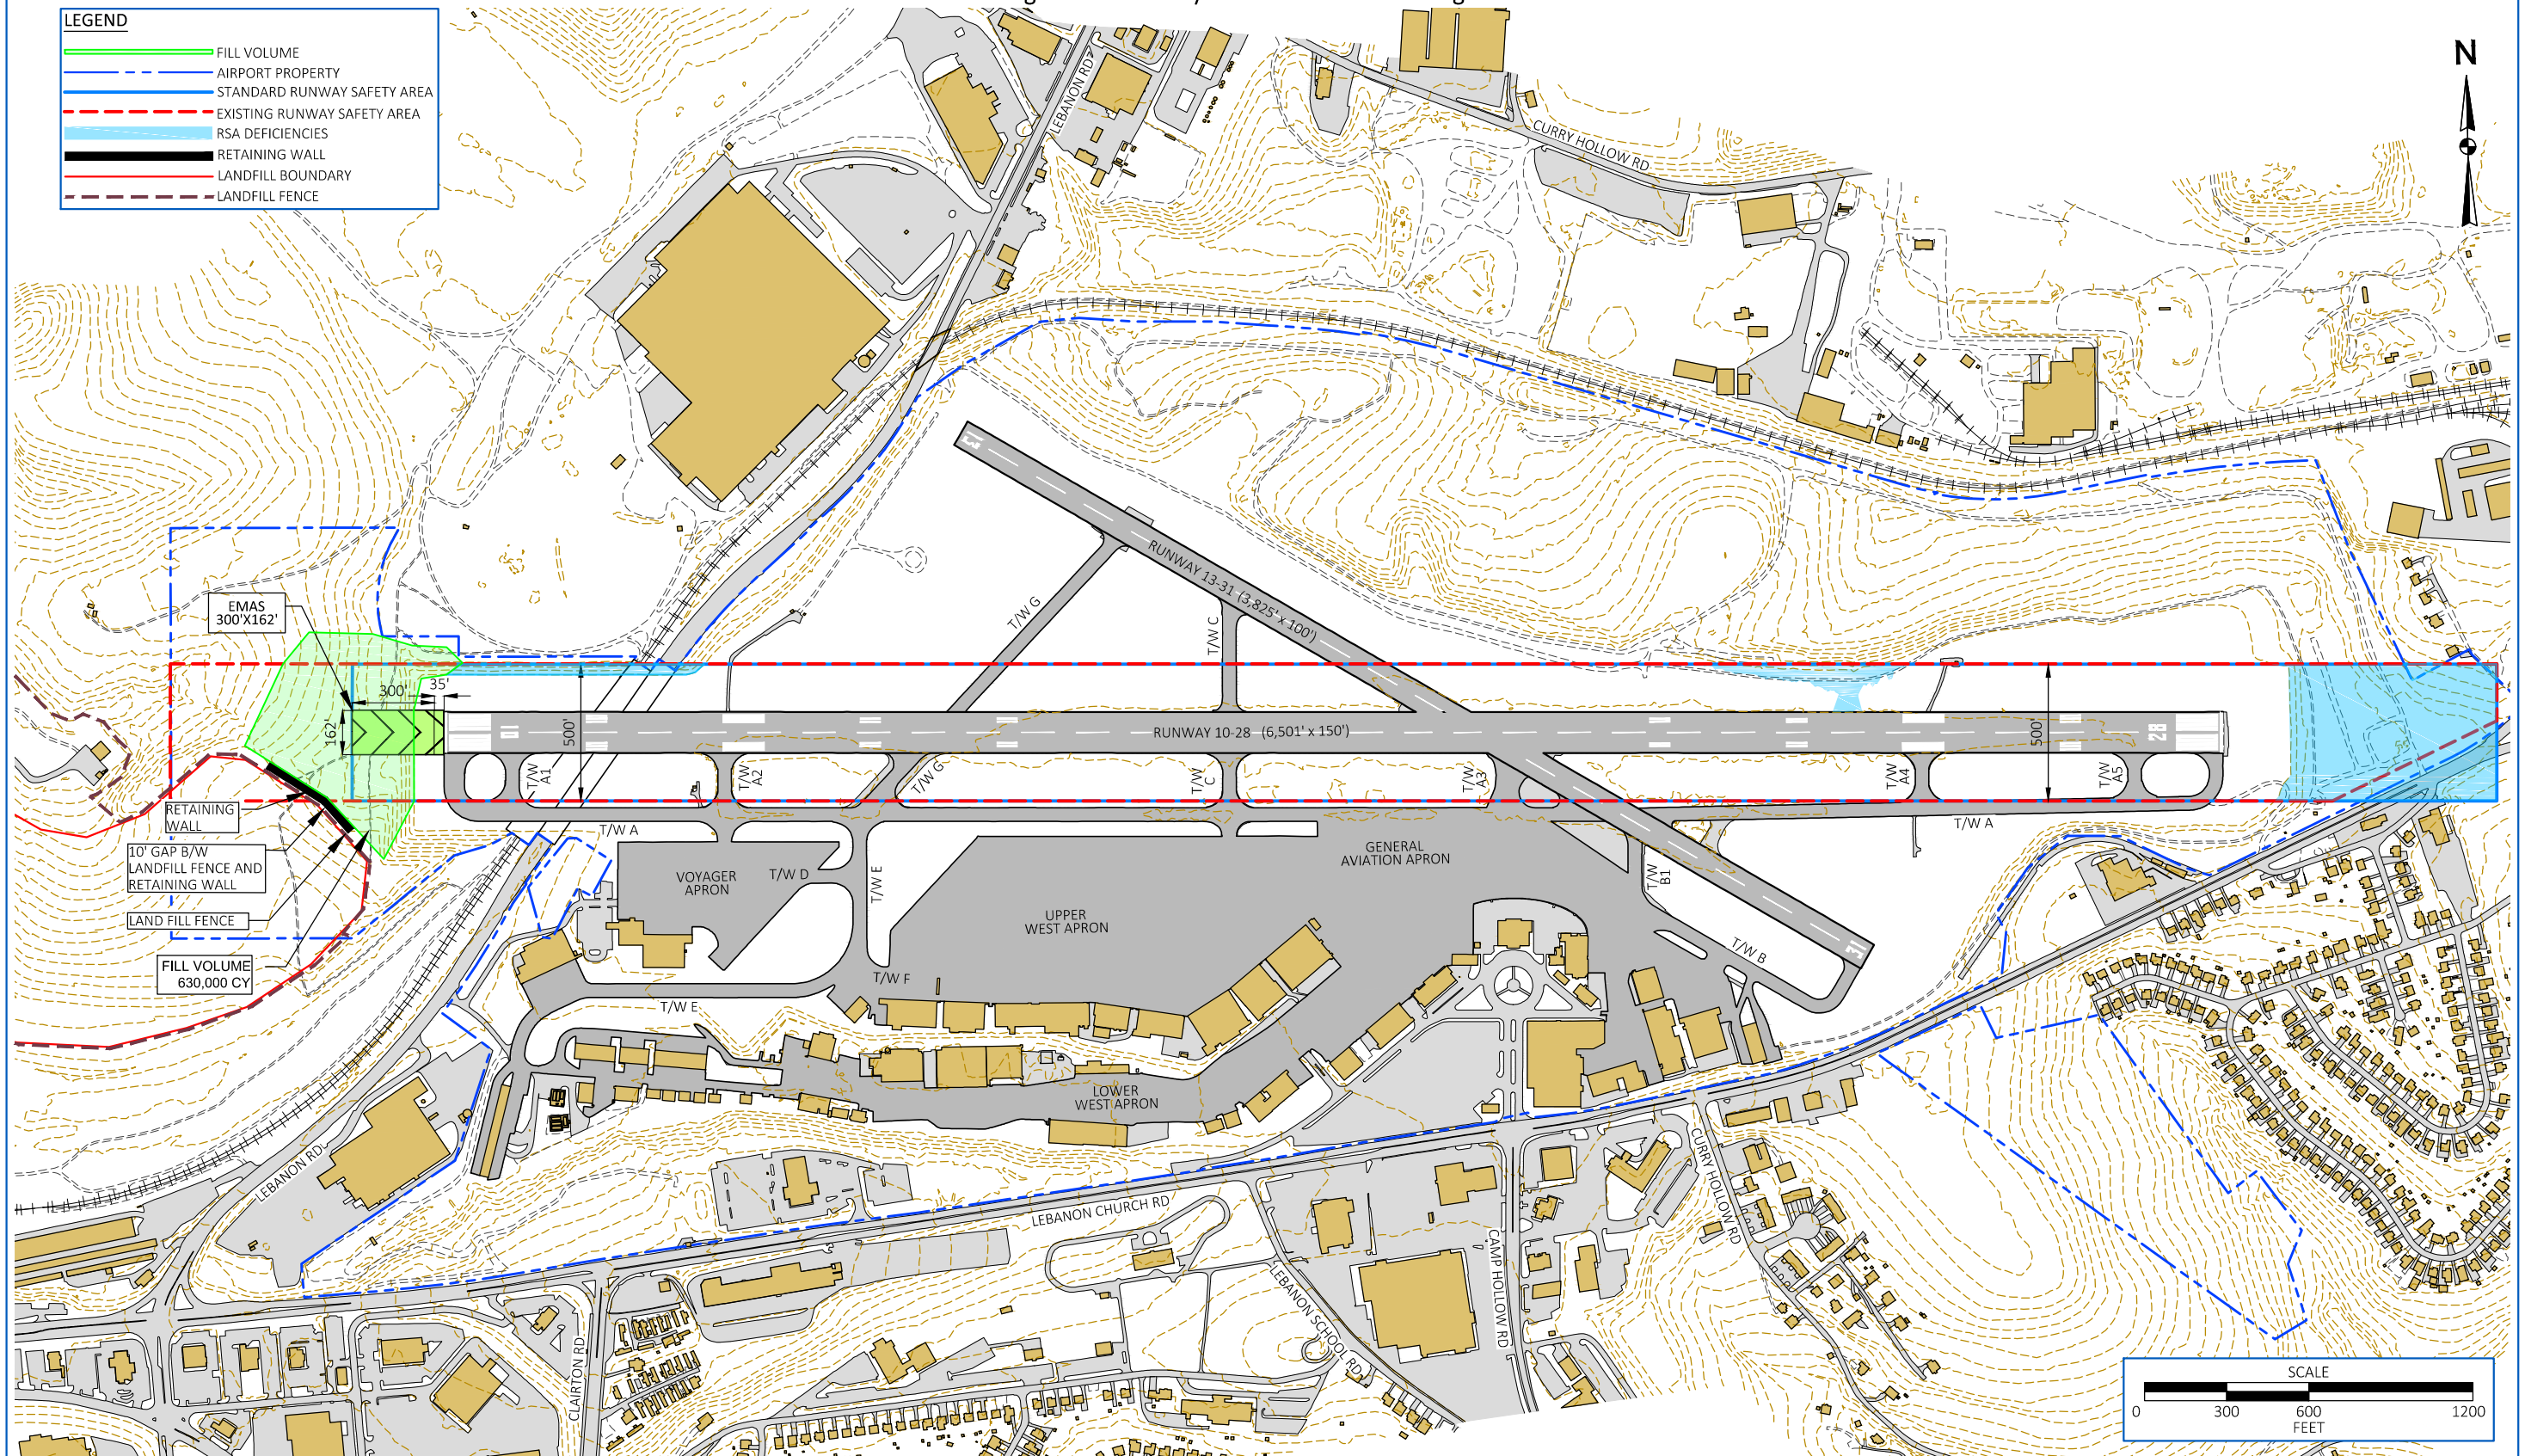 LEGEND
FILL VOLUME
AIRPORT PROPERTY
STANDARD RUNWAY SAFETY AREA
EXISTING RUNWAY SAFETY AREA
RSA DEFICIENCIES
RETAINING WALL
LANDFILL BOUNDARY
LANDFILL FENCE
N
LEBANON RD
CURRY HOLLOW RD
13
RUNWAY 13-31 (3,825' x 100')
T/W G
T/W C
EMAS
300'X162'
300'
35'
162'
500'
10
RUNWAY 10-28 (6,501' x 150')
28
500'
T/W
A1
T/W
A2
T/W G
T/W
C
T/W
A3
T/W
A4
T/W
A5
RETAINING
WALL
T/W A
T/W A
10' GAP B/W
LANDFILL FENCE AND
RETAINING WALL
LAND FILL FENCE
FILL VOLUME
630,000 CY
VOYAGER
APRON
T/W D
T/W E
GENERAL
AVIATION APRON
UPPER
WEST APRON
T/W
B1
T/W B
31
T/W F
T/W E
LOWER
WEST APRON
LEBANON RD
LEBANON CHURCH RD
CURRY HOLLOW RD
CAMP HOLLOW RD
LEBANON SCHOOL RD
CLAIRTON RD
SCALE
0 300 600 1200
FEET